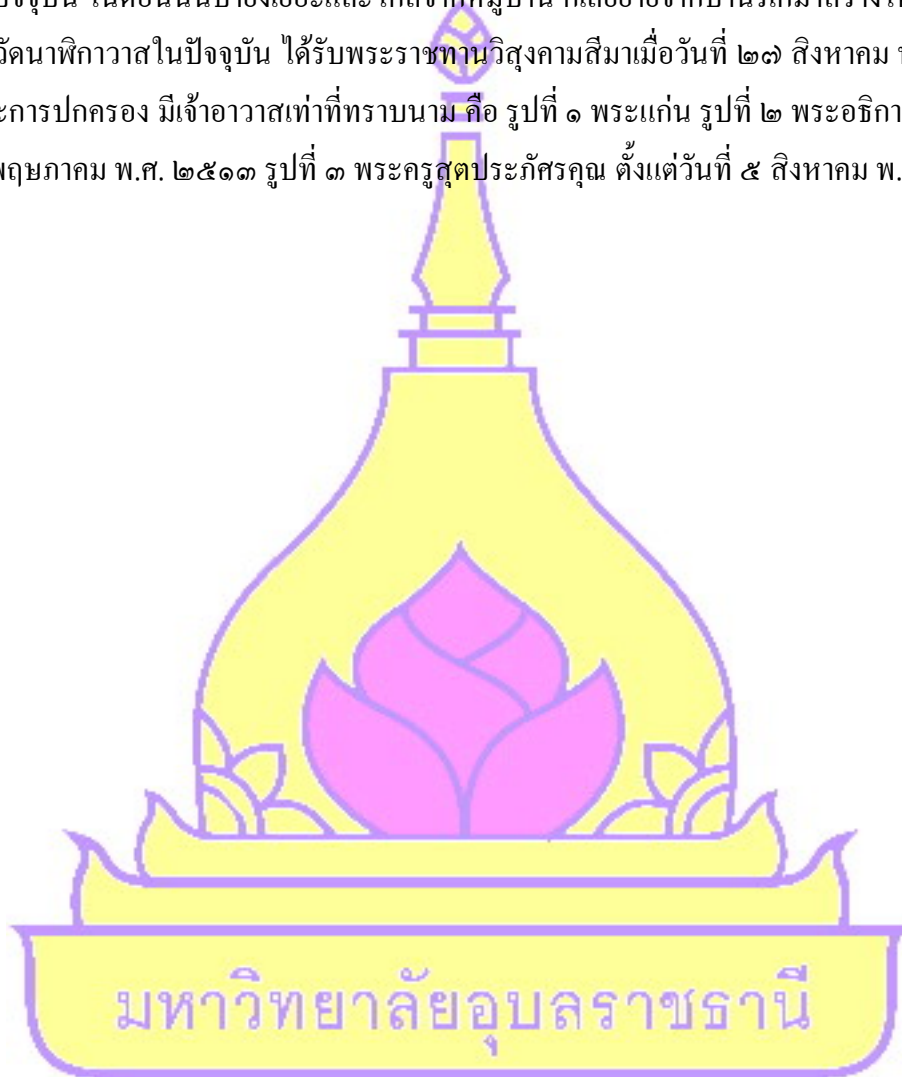 วัดนาฬิกาวาสในปัจจุบัน ได้รับพระราชทานวิสุงคามสีมาเมื่อวันที่ ๒๗ สิงหาคม
ะการปกครอง มีเจ้าอาวาสเท่าที่ทราบนาม คือ รูปที่ ๑ พระแก่น รูปที่ ๒ พระอธิกา
พฤษภาคม พ.ศ. ๒๕๑๓ รูปที่ ๓ พระครูสุตประภัศรคุณ ตั้งแต่วันที่ ๕ สิงหาคม พ.
มหาวิทยาลัยอุบลราชธานี